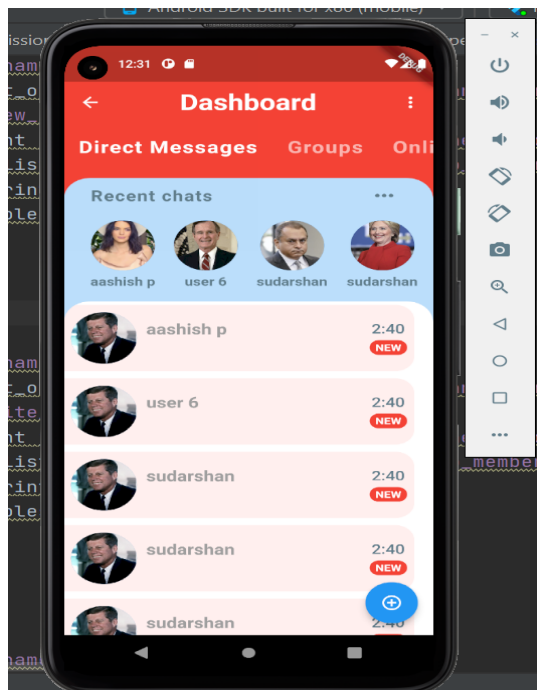 Android SDK built for x86 (mobile)
12:31
DEBUG
Dashboard
Direct Messages Groups Onli
Recent chats
aashish p user 6 sudarshan sudarshan
aashish p 2:40
NEW
user 6 2:40
NEW
sudarshan 2:40
NEW
sudarshan 2:40
NEW
sudarshan 2:40